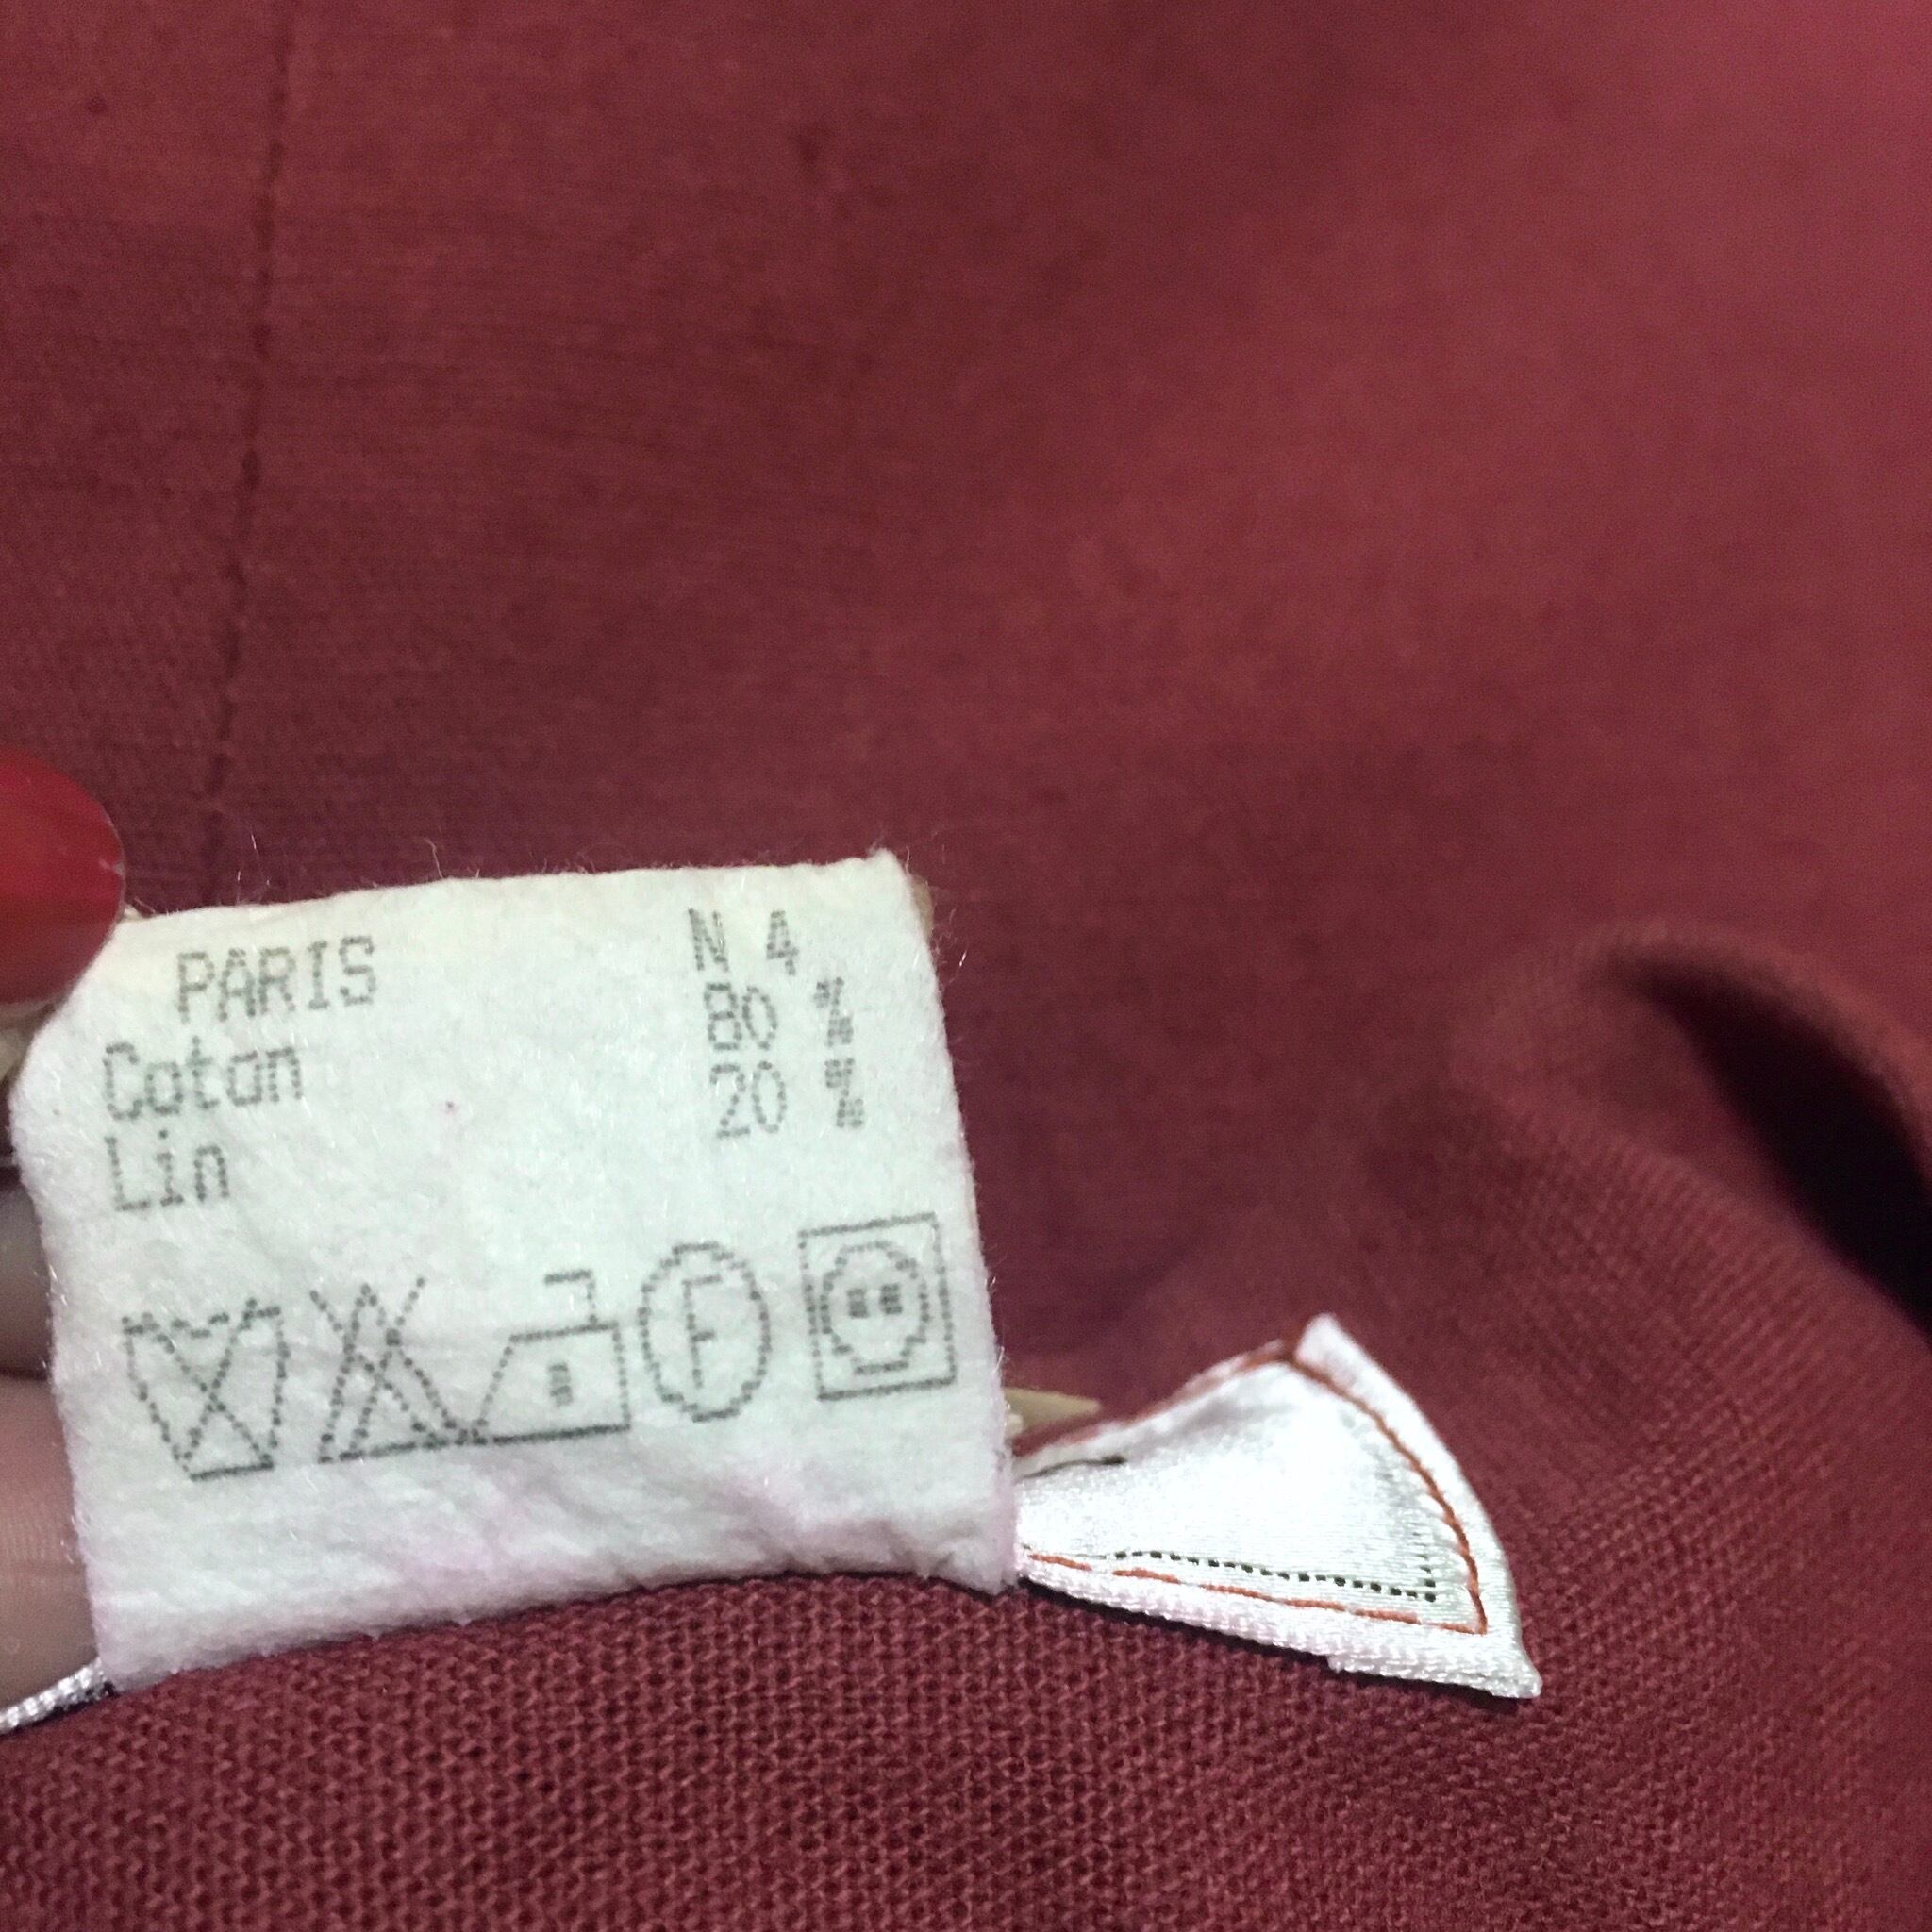 PARIS N 4
Coton 80 %
Lin 20 %
F